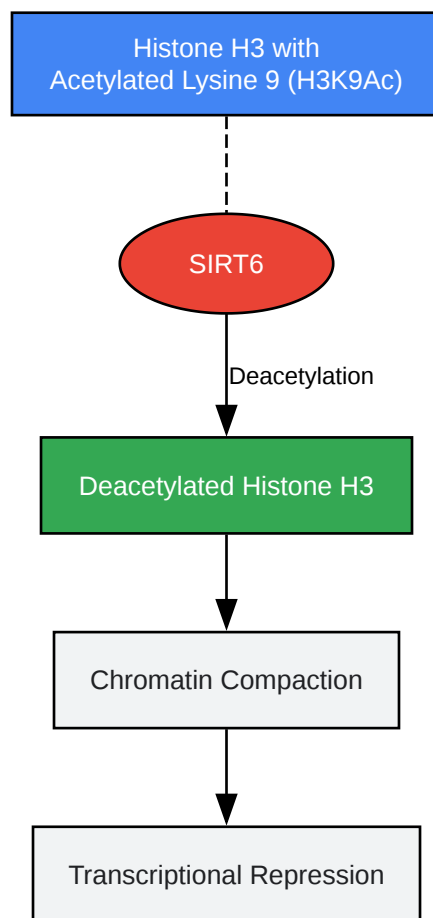 Histone H3 with
Acetylated Lysine 9 (H3K9Ac)
SIRT6
Deacetylation
Deacetylated Histone H3
Chromatin Compaction
Transcriptional Repression